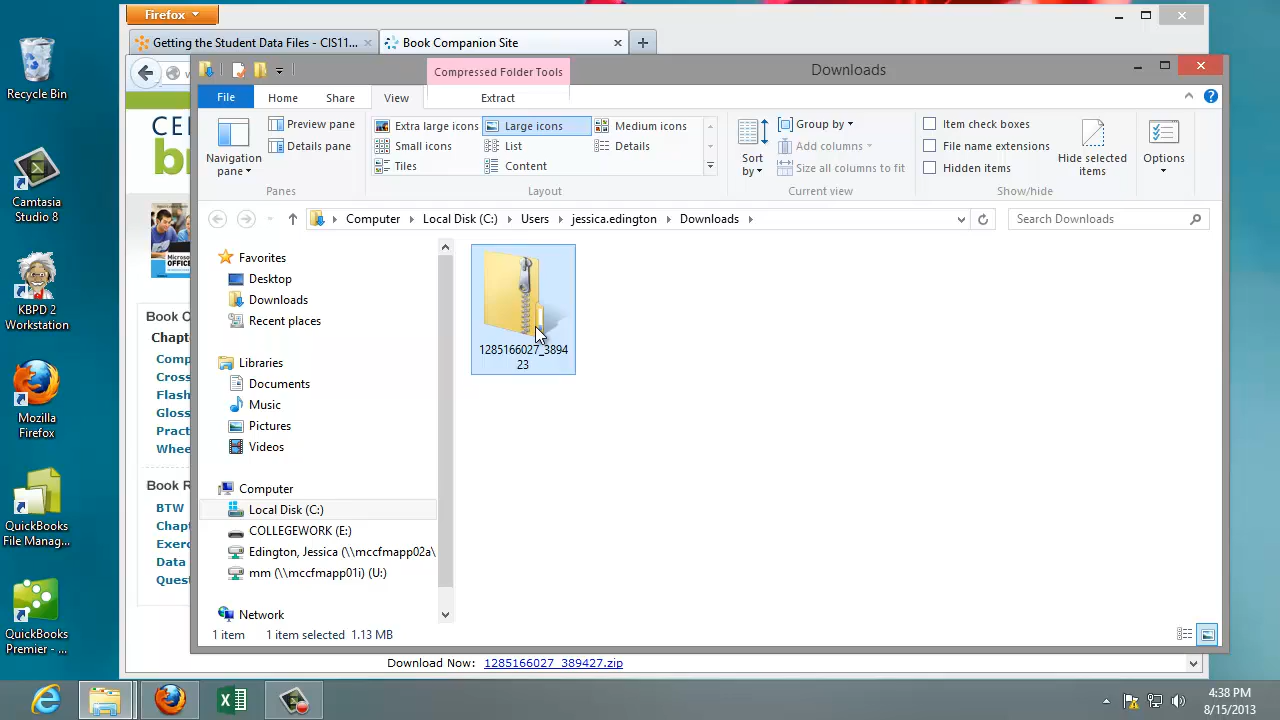 Recycle Bin
Camtasia
Studio 8
KBPD 2
Workstation
Mozilla
Firefox
QuickBooks
File Manag...
QuickBooks
Premier - ...
Firefox
Getting the Student Data Files - CIS11...
Book Companion Site
Compressed Folder Tools
Downloads
File
Home
Share
View
Extract
Navigation
pane
Preview pane
Details pane
Panes
Extra large icons
Large icons
Medium icons
Small icons
List
Details
Tiles
Content
Layout
Sort
by
Group by
Add columns
Size all columns to fit
Current view
Item check boxes
File name extensions
Hidden items
Hide selected
items
Show/hide
Options
Computer
Local Disk (C:)
Users
jessica.edington
Downloads
Search Downloads
Favorites
Desktop
Downloads
Recent places
Libraries
Documents
Music
Pictures
Videos
Computer
Local Disk (C:)
COLLEGEWORK (E:)
Edington, Jessica (\\mccfmapp02a\
mm (\\mccfmapp01i) (U:)
Network
1285166027_3894
23
1 item
1 item selected 1.13 MB
CE
b
Microsoft
OFFIC
Book
Chapt
Comp
Cross
Flash
Gloss
Pract
Whee
Book R
BTW
Chapt
Exerc
Data
Quest
Download Now: 1285166027_389427.zip
4:38 PM
8/15/2013